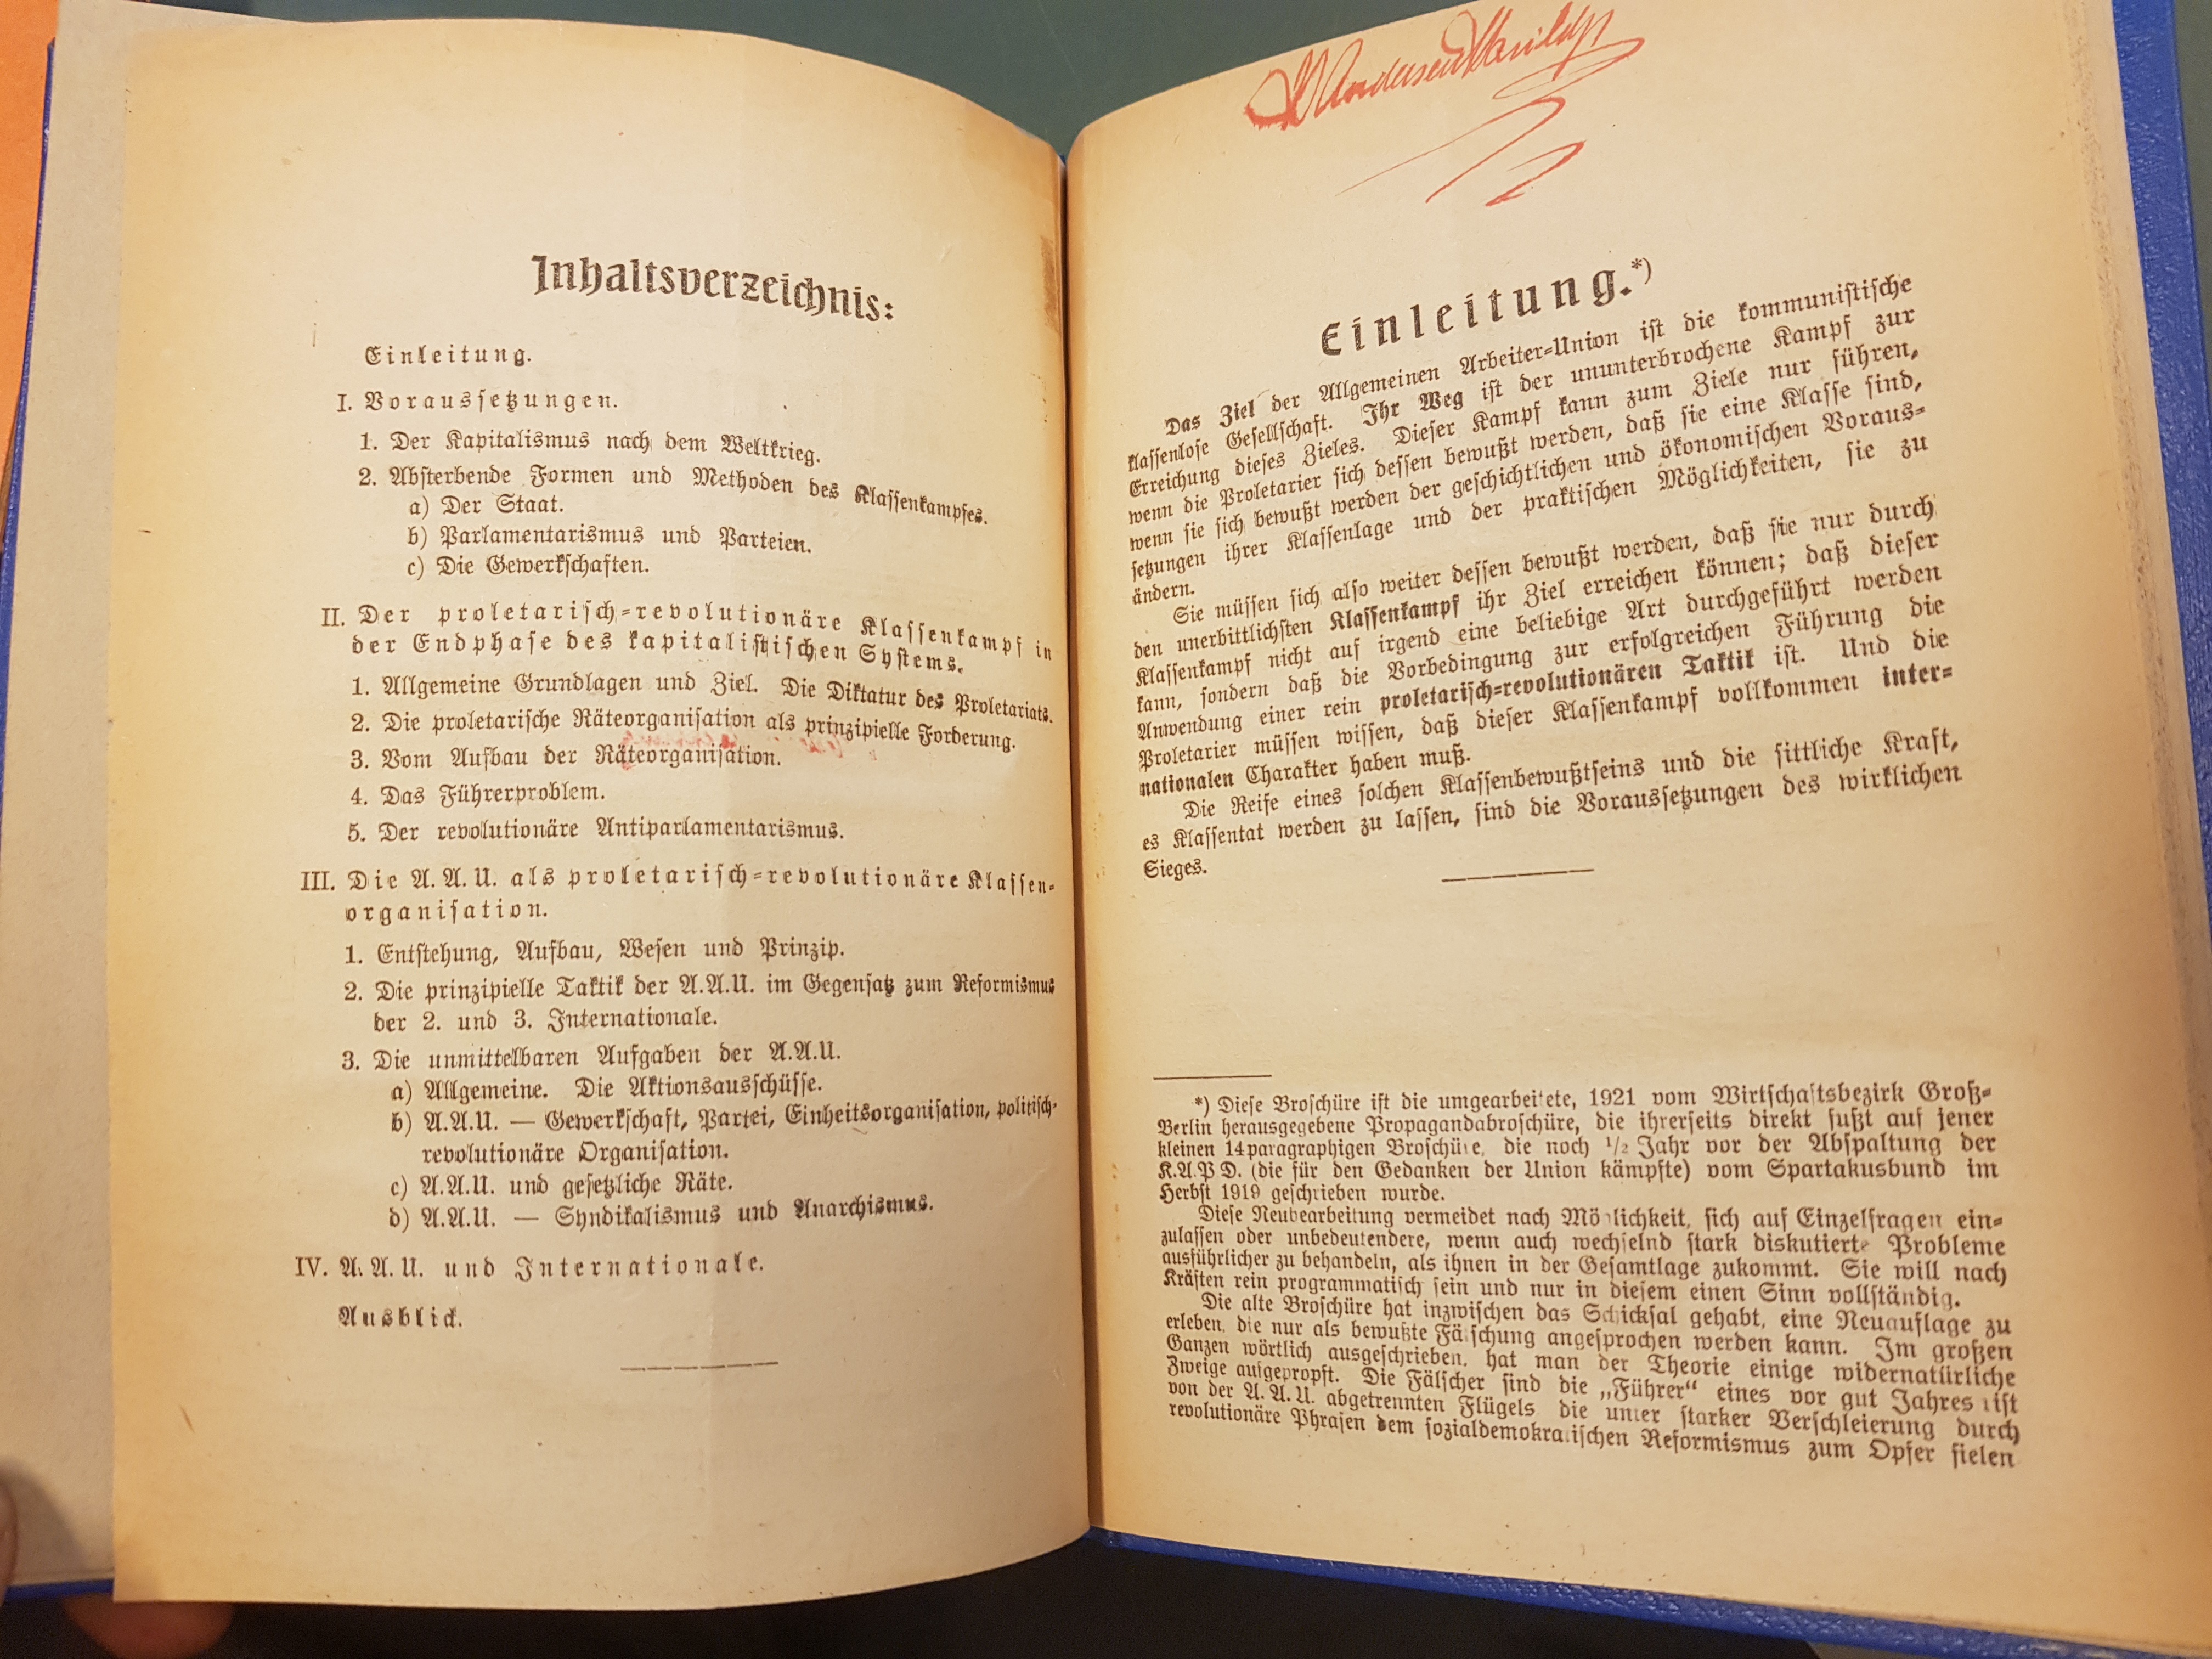 Inhaltsverzeichnis:
Einleitung.
I. Voraussetzungen.
1. Der Kapitalismus nach dem Weltkrieg.
2. Absterbende Formen und Methoden des Klassenkampfes.
a) Der Staat.
b) Parlamentarismus und Parteien.
c) Die Gewerkschaften.
II. Der proletarisch-revolutionäre Klassenkampf in
der Endphase des kapitalistischen Systems.
1. Allgemeine Grundlagen und Ziel. Die Diktatur des Proletariats.
2. Die proletarische Räteorganisation als prinzipielle Forderung.
3. Vom Aufbau der Räteorganisation.
4. Das Führerproblem.
5. Der revolutionäre Antiparlamentarismus.
III. Die A.A.U. als proletarisch-revolutionäre Klassen-
organisation.
1. Entstehung, Aufbau, Wesen und Prinzip.
2. Die prinzipielle Taktik der A.A.U. im Gegensatz zum Reformismus
der 2. und 3. Internationale.
3. Die unmittelbaren Aufgaben der A.A.U.
a) Allgemeine. Die Aktionsausschüsse.
b) A.A.U. — Gewerkschaft, Partei, Einheitsorganisation, politisch-
revolutionäre Organisation.
c) A.A.U. und gesetzliche Räte.
d) A.A.U. — Syndikalismus und Anarchismus.
IV. A.A.U. und Internationale.
Ausblick.
Einleitung.*)
Das Ziel der Allgemeinen Arbeiter-Union ist die kommunistische
klassenlose Gesellschaft. Ihr Weg ist der ununterbrochene Kampf zur
Erreichung dieses Zieles. Dieser Kampf kann zum Ziele nur führen,
wenn die Proletarier sich dessen bewußt werden, daß sie eine Klasse sind,
wenn sie sich bewußt werden der geschichtlichen und ökonomischen Voraus-
setzungen ihrer Klassenlage und der praktischen Möglichkeiten, sie zu
ändern.
Sie müssen sich also weiter dessen bewußt werden, daß sie nur durch
den unerbittlichsten Klassenkampf ihr Ziel erreichen können; daß dieser
Klassenkampf nicht auf irgend eine beliebige Art durchgeführt werden
kann, sondern daß die Vorbedingung zur erfolgreichen Führung die
Anwendung einer rein proletarisch-revolutionären Taktik ist. Und die
Proletarier müssen wissen, daß dieser Klassenkampf vollkommen inter-
nationalen Charakter haben muß.
Die Reife eines solchen Klassenbewußtseins und die sittliche Kraft,
es Klassentat werden zu lassen, sind die Voraussetzungen des wirklichen
Sieges.
*) Diese Broschüre ist die umgearbeitete, 1921 vom Wirtschaftsbezirk Groß-
Berlin herausgegebene Propagandabroschüre, die ihrerseits direkt fußt auf jener
kleinen 14paragraphigen Broschüre, die noch 1/2 Jahr vor der Abspaltung der
K.A.P.D. (die für den Gedanken der Union kämpfte) vom Spartakusbund im
Herbst 1919 geschrieben wurde.
Diese Neubearbeitung vermeidet nach Möglichkeit, sich auf Einzelfragen ein-
zulassen oder unbedeutendere, wenn auch wechselnd stark diskutierte Probleme
ausführlicher zu behandeln, als ihnen in der Gesamtlage zukommt. Sie will nach
Kräften rein programmatisch sein und nur in diesem einen Sinn vollständig.
Die alte Broschüre hat inzwischen das Schicksal gehabt, eine Neuauflage zu
erleben, die nur als bewußte Fälschung angesprochen werden kann. Im großen
Ganzen wörtlich ausgeschrieben, hat man der Theorie einige widernatürliche
Zweige aufgepropft. Die Fälscher sind die „Führer“ eines vor gut Jahresfrist
von der A.A.U. abgetrennten Flügels die unter starker Verschleierung durch
revolutionäre Phrasen dem sozialdemokratischen Reformismus zum Opfer fielen